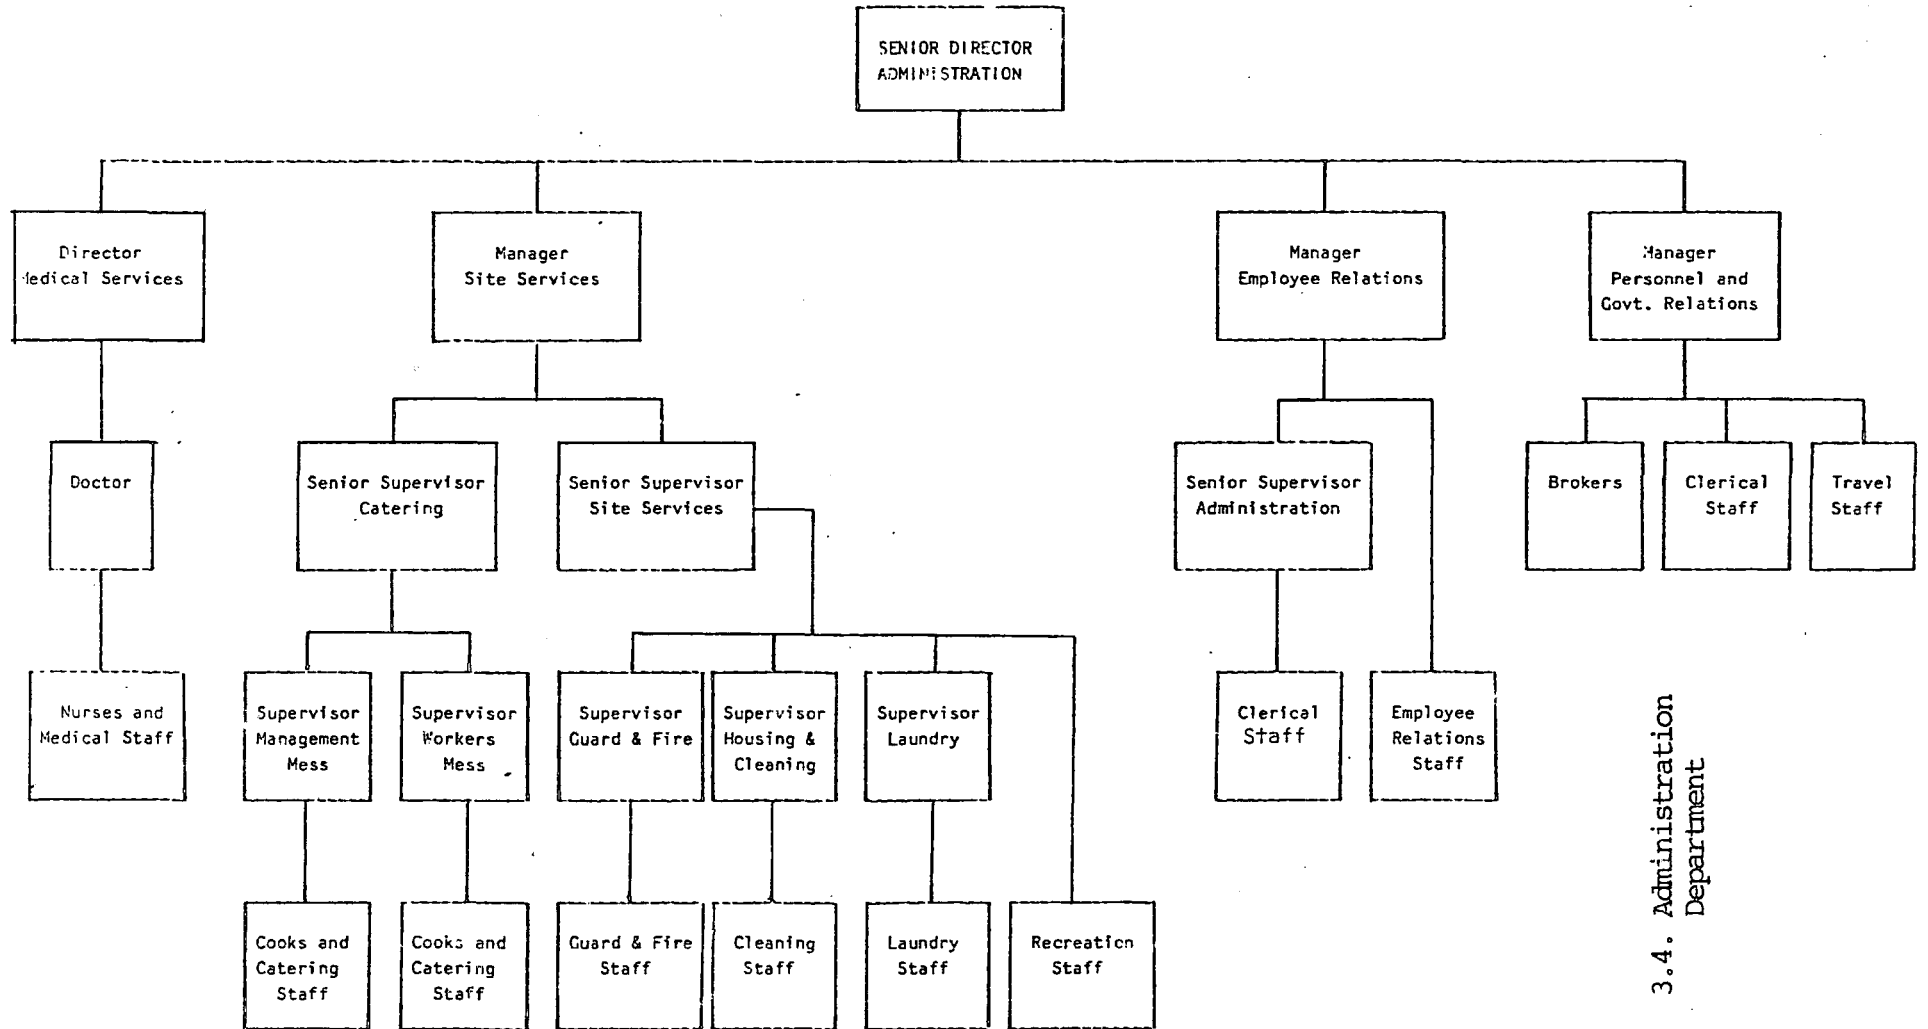 SENIOR DIRECTOR
ADMINISTRATION
Director
Medical Services
Manager
Site Services
Manager
Employee Relations
Manager
Personnel and
Govt. Relations
Doctor
Senior Supervisor
Catering
Senior Supervisor
Site Services
Senior Supervisor
Administration
Brokers
Clerical
Staff
Travel
Staff
Nurses and
Medical Staff
Supervisor
Management
Mess
Supervisor
Workers
Mess
Supervisor
Guard & Fire
Supervisor
Housing &
Cleaning
Supervisor
Laundry
Clerical
Staff
Employee
Relations
Staff
Cooks and
Catering
Staff
Cooks and
Catering
Staff
Guard & Fire
Staff
Cleaning
Staff
Laundry
Staff
Recreation
Staff
3.4. Administration
Department